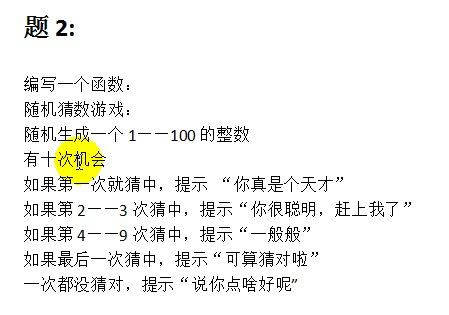 题 2:
编写一个函数：
随机猜数游戏：
随机生成一个 1——100 的整数
有十次机会
如果第一次就猜中，提示 “你真是个天才”
如果第 2——3 次猜中，提示“你很聪明，赶上我了”
如果第 4——9 次猜中，提示“一般般”
如果最后一次猜中，提示“可算猜对啦”
一次都没猜对，提示“说你点啥好呢”